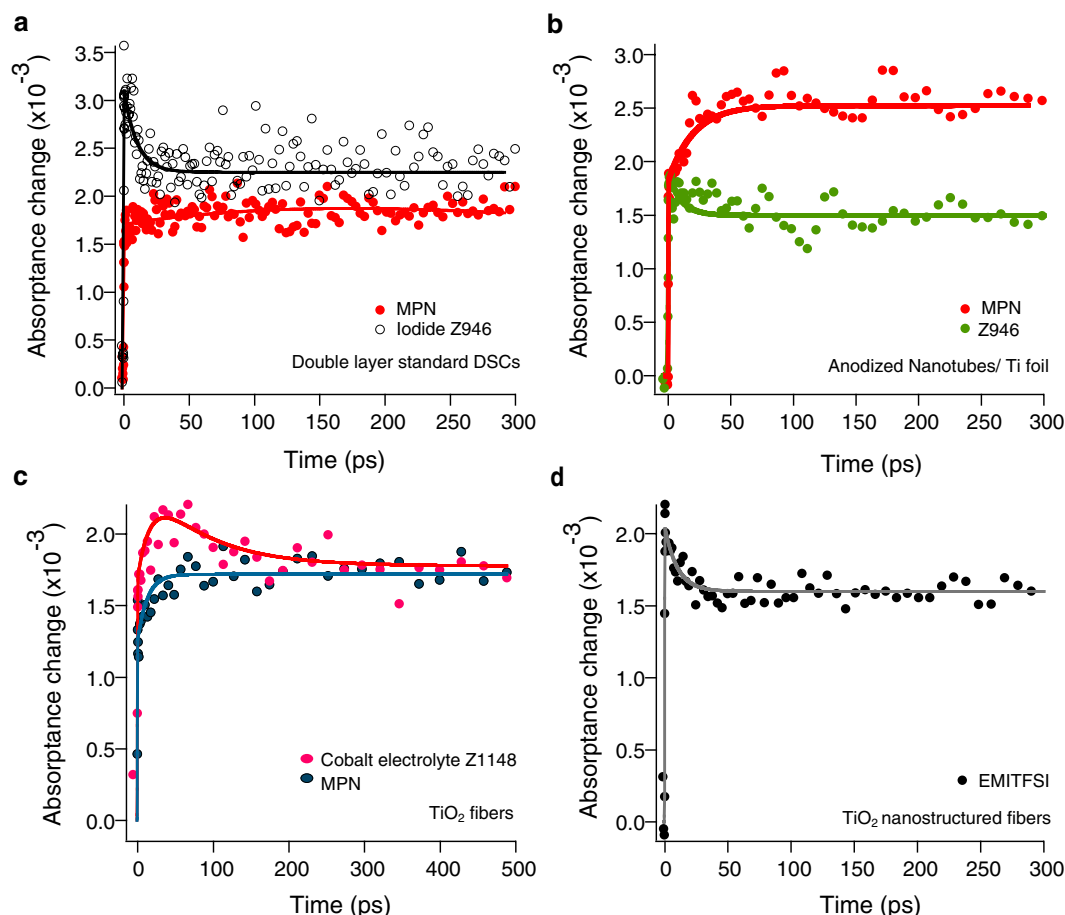 a
Absorptance change (x10⁻³)
3.5
3.0
2.5
2.0
1.5
1.0
0.5
0.0
MPN
Iodide Z946
Double layer standard DSCs
0 50 100 150 200 250 300
Time (ps)
b
Absorptance change (x10⁻³)
3.0
2.5
2.0
1.5
1.0
0.5
0.0
MPN
Z946
Anodized Nanotubes/ Ti foil
0 50 100 150 200 250 300
Time (ps)
c
Absorptance change (x10⁻³)
2.0
1.5
1.0
0.5
0.0
Cobalt electrolyte Z1148
MPN
TiO₂ fibers
0 100 200 300 400 500
Time (ps)
d
Absorptance change (x10⁻³)
2.0
1.5
1.0
0.5
0.0
EMITFSI
TiO₂ nanostructured fibers
0 50 100 150 200 250 300
Time (ps)